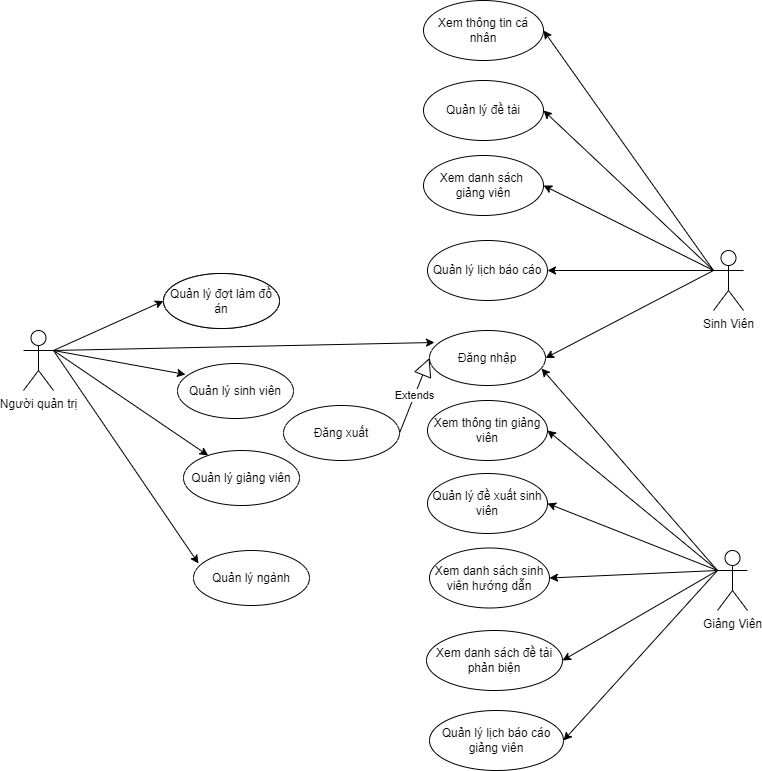 Xem thông tin cá
nhân
Quản lý đề tài
Xem danh sách
giảng viên
Quản lý lịch báo cáo
Sinh Viên
Quản lý đợt làm đồ
án
Đăng nhập
Người quản trị
Quản lý sinh viên
Extends
Đăng xuất
Xem thông tin giảng
viên
Quản lý giảng viên
Quản lý đề xuất sinh
viên
Quản lý ngành
Xem danh sách sinh
viên hướng dẫn
Giảng Viên
Xem danh sách đề tài
phản biện
Quản lý lịch báo cáo
giảng viên